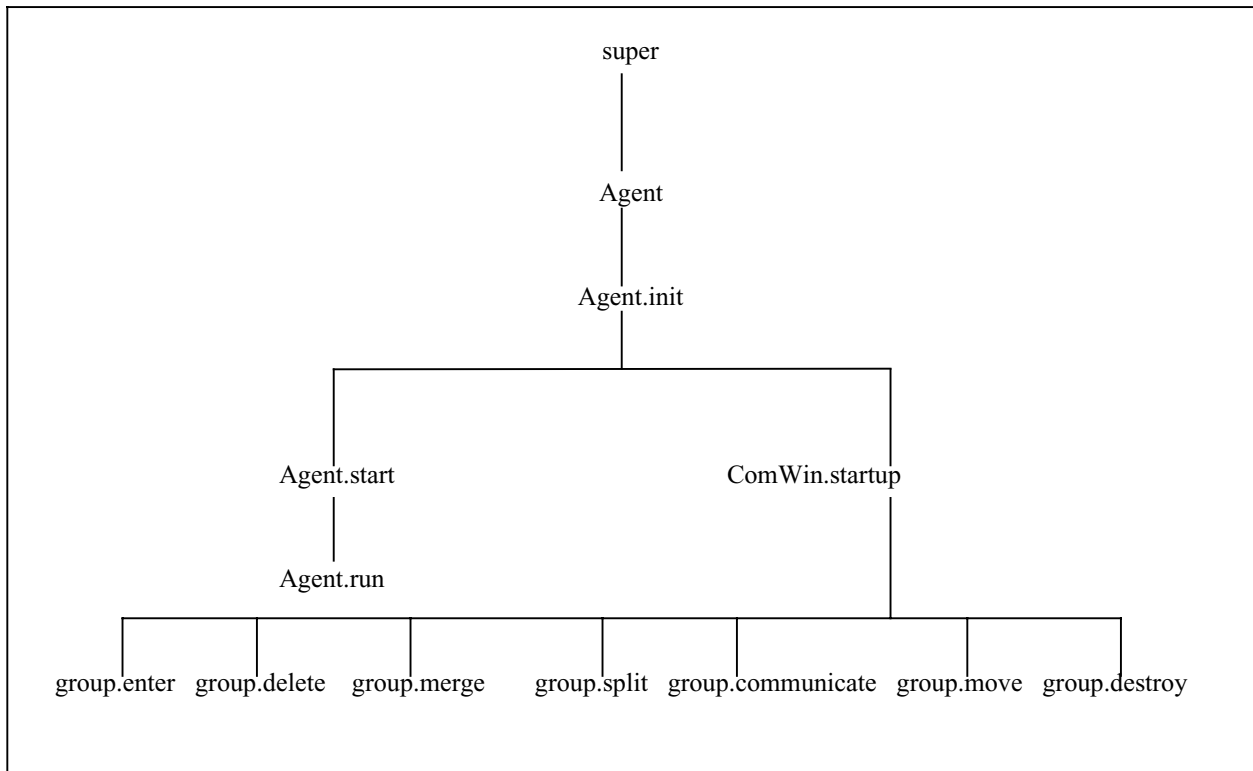 super
Agent
Agent.init
Agent.start
ComWin.startup
Agent.run
group.enter
group.delete
group.merge
group.split
group.communicate
group.move
group.destroy